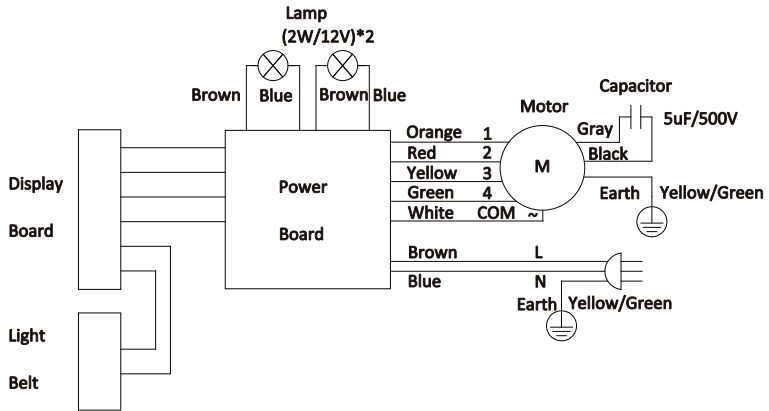 Lamp
(2W/12V)*2
Brown Blue Brown Blue
Motor
Capacitor
5uF/500V
Gray
Black
Orange 1
Red 2
Yellow 3
Green 4
White COM ~
M
Earth Yellow/Green
Display
Board
Power
Board
Brown L
Blue N
Earth Yellow/Green
Light
Belt